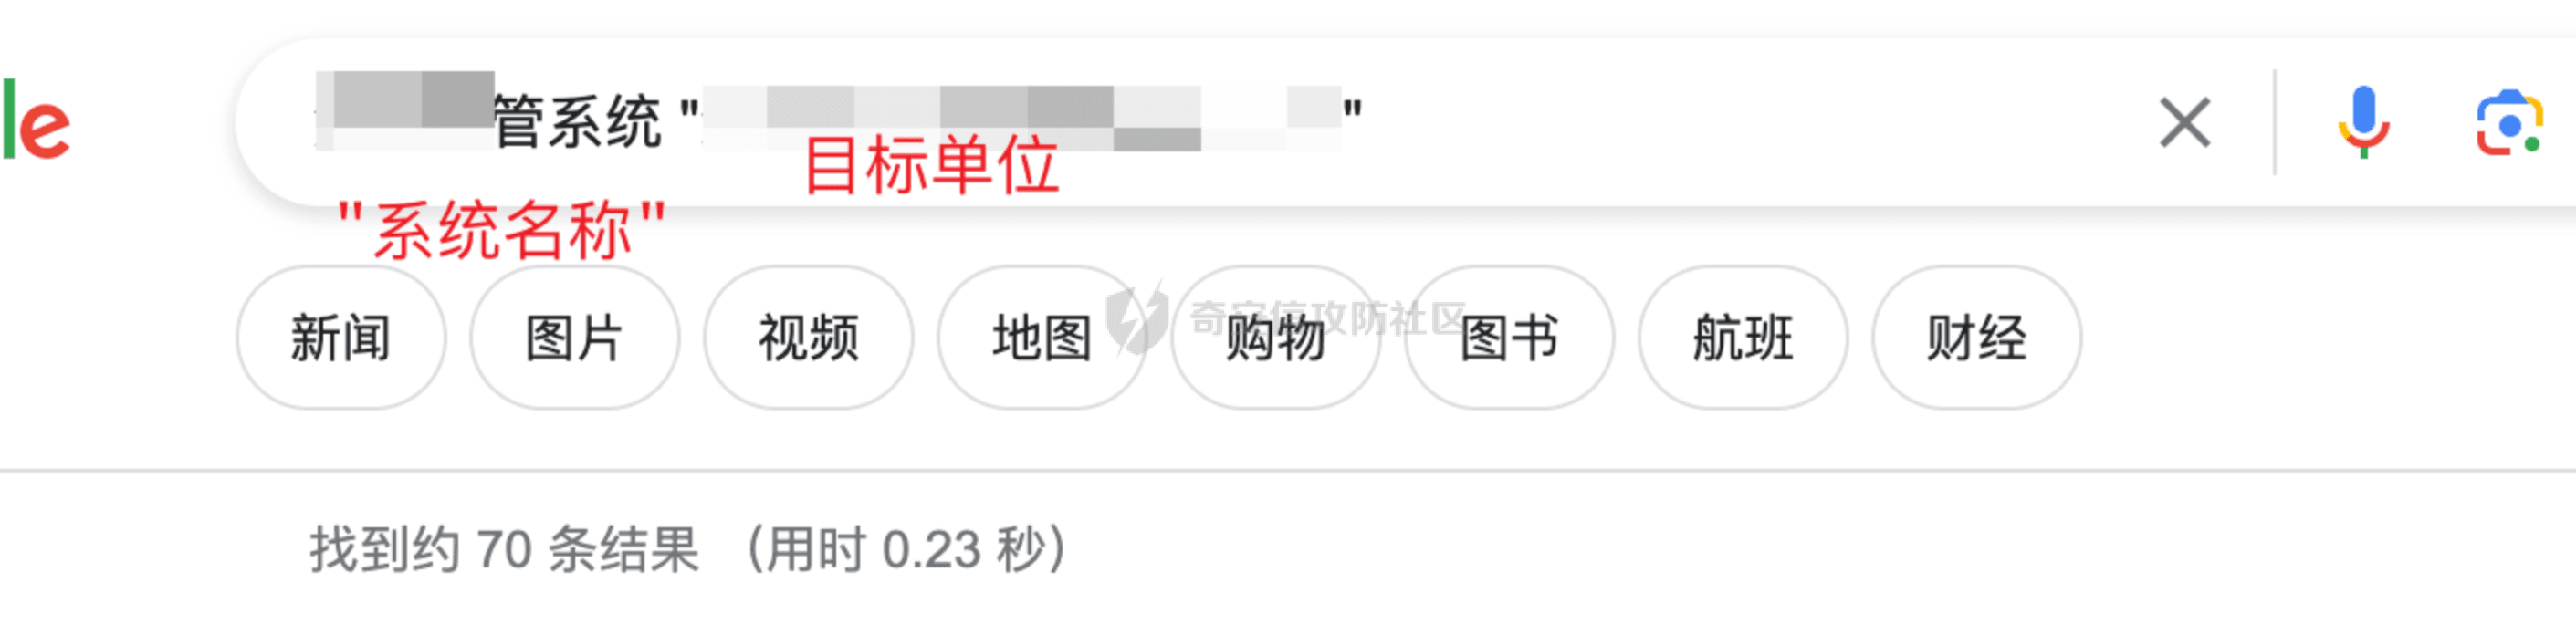 le
管系统 " "
目标单位
"系统名称"
新闻 图片 视频 地图 购物 图书 航班 财经
奇安信攻防社区
找到约 70 条结果 （用时 0.23 秒）